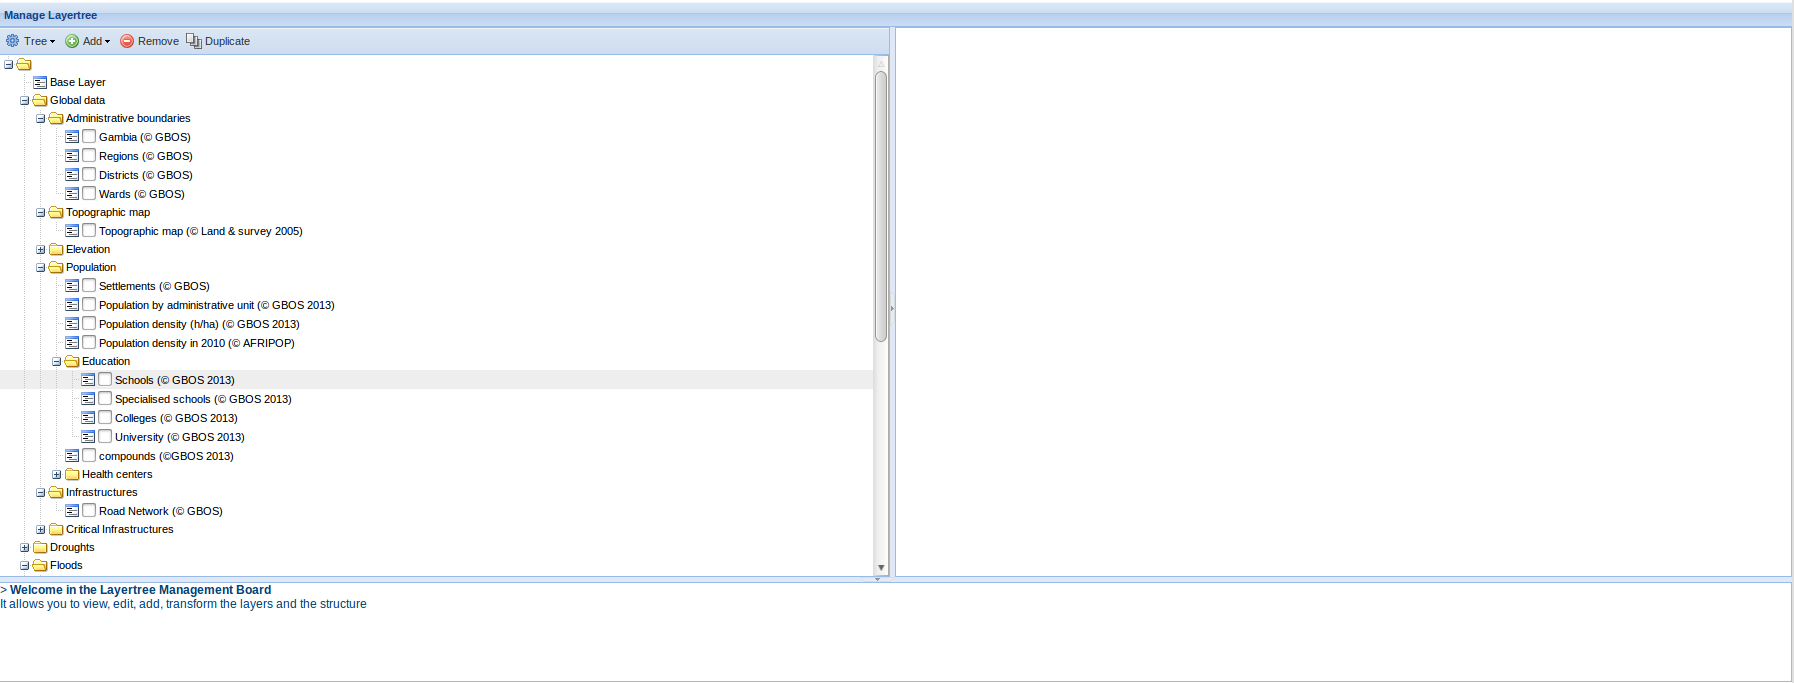 Manage Layertree
Tree Add Remove Duplicate
Base Layer
Global data
Administrative boundaries
Gambia (© GBOS)
Regions (© GBOS)
Districts (© GBOS)
Wards (© GBOS)
Topographic map
Topographic map (© Land & survey 2005)
Elevation
Population
Settlements (© GBOS)
Population by administrative unit (© GBOS 2013)
Population density (h/ha) (© GBOS 2013)
Population density in 2010 (© AFRIPOP)
Education
Schools (© GBOS 2013)
Specialised schools (© GBOS 2013)
Colleges (© GBOS 2013)
University (© GBOS 2013)
compounds (©GBOS 2013)
Health centers
Infrastructures
Road Network (© GBOS)
Critical Infrastructures
Droughts
Floods
> Welcome in the Layertree Management Board
It allows you to view, edit, add, transform the layers and the structure